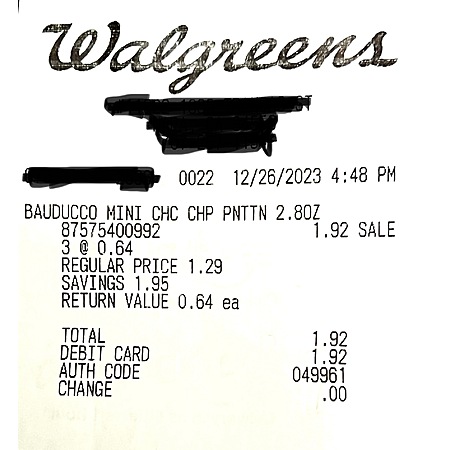 Walgreens
0022 12/26/2023 4:48 PM
BAUDUCCO MINI CHC CHP PNTTN 2.8OZ
87575400992 1.92 SALE
3 @ 0.64
REGULAR PRICE 1.29
SAVINGS 1.95
RETURN VALUE 0.64 ea
TOTAL 1.92
DEBIT CARD 1.92
AUTH CODE 049961
CHANGE .00